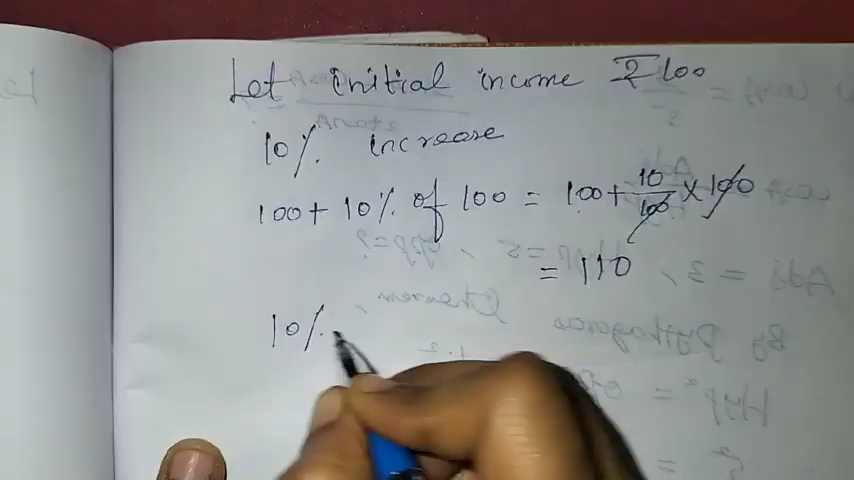 Let initial income ₹ 100
10% increase
100 + 10% of 100 = 100 + 10/100 × 100
= 110
10%